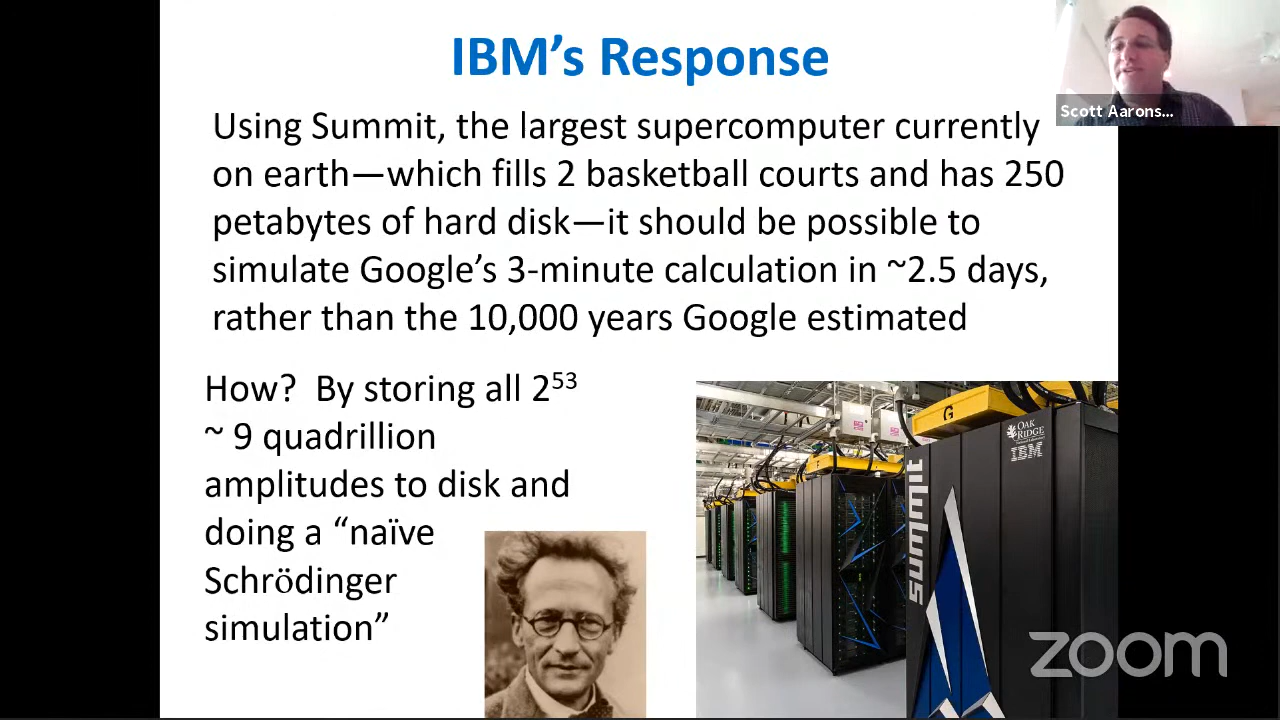 IBM’s Response
Scott Aarons...
Using Summit, the largest supercomputer currently
on earth—which fills 2 basketball courts and has 250
petabytes of hard disk—it should be possible to
simulate Google’s 3-minute calculation in ~2.5 days,
rather than the 10,000 years Google estimated
How? By storing all 2⁵³
~ 9 quadrillion
amplitudes to disk and
doing a “naïve
Schrödinger
simulation”
G
OAK
RIDGE
IBM
summit
zoom